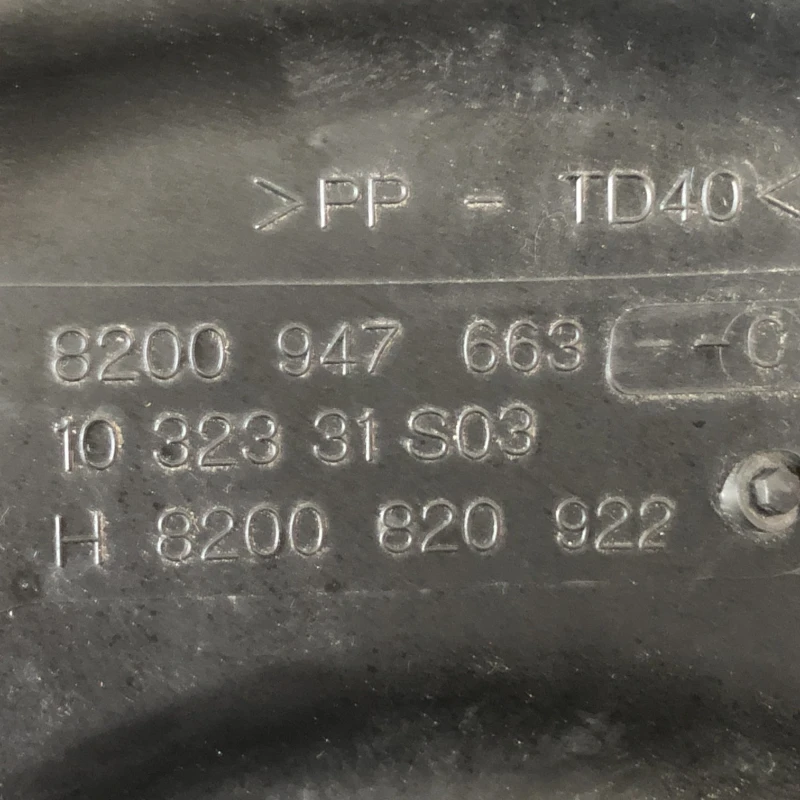 >PP - TD40<
8200 947 663 --C
10 323 31 S03
H 8200 820 922